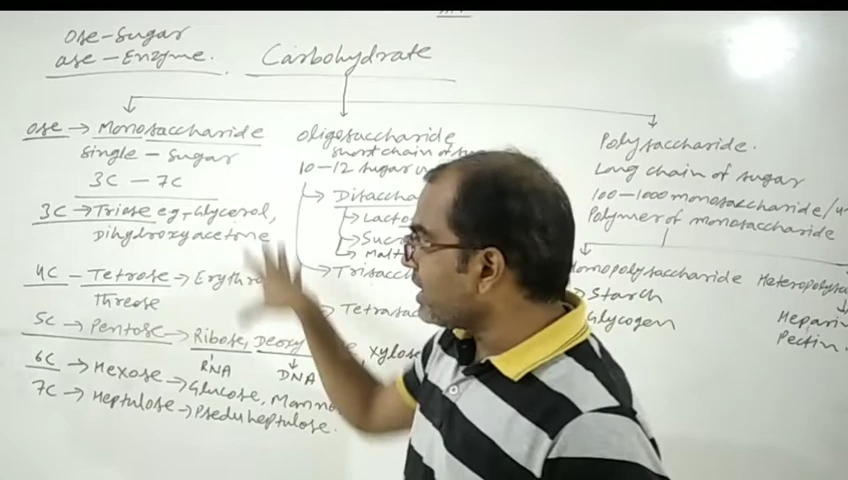 Ose-Sugar
ase-Enzyme.
Carbohydrate
Ose → Monosaccharide
Single-Sugar
3C - 7C
3C → Triose eg-Glycerol,
Dihydroxyacetone
4C - Tetrose → Erythro
Threose
5C → Pentose → Ribose, Deoxy
Xylose
RNA
DNA
6C → Hexose → Glucose, Manno
7C → Heptulose → Pseduheptulose.
oligosaccharide
short chain of
10-12 sugar
Disaccha
Lacto
Sucr
Malt
Trisacc
Tetrasac
Polysaccharide.
Long chain of sugar
100-1000 monosaccharide/u
Polymer of monosaccharide
omopolysaccharide
Starch
Glycogen
Heteropolysa
Heparin
Pectin.